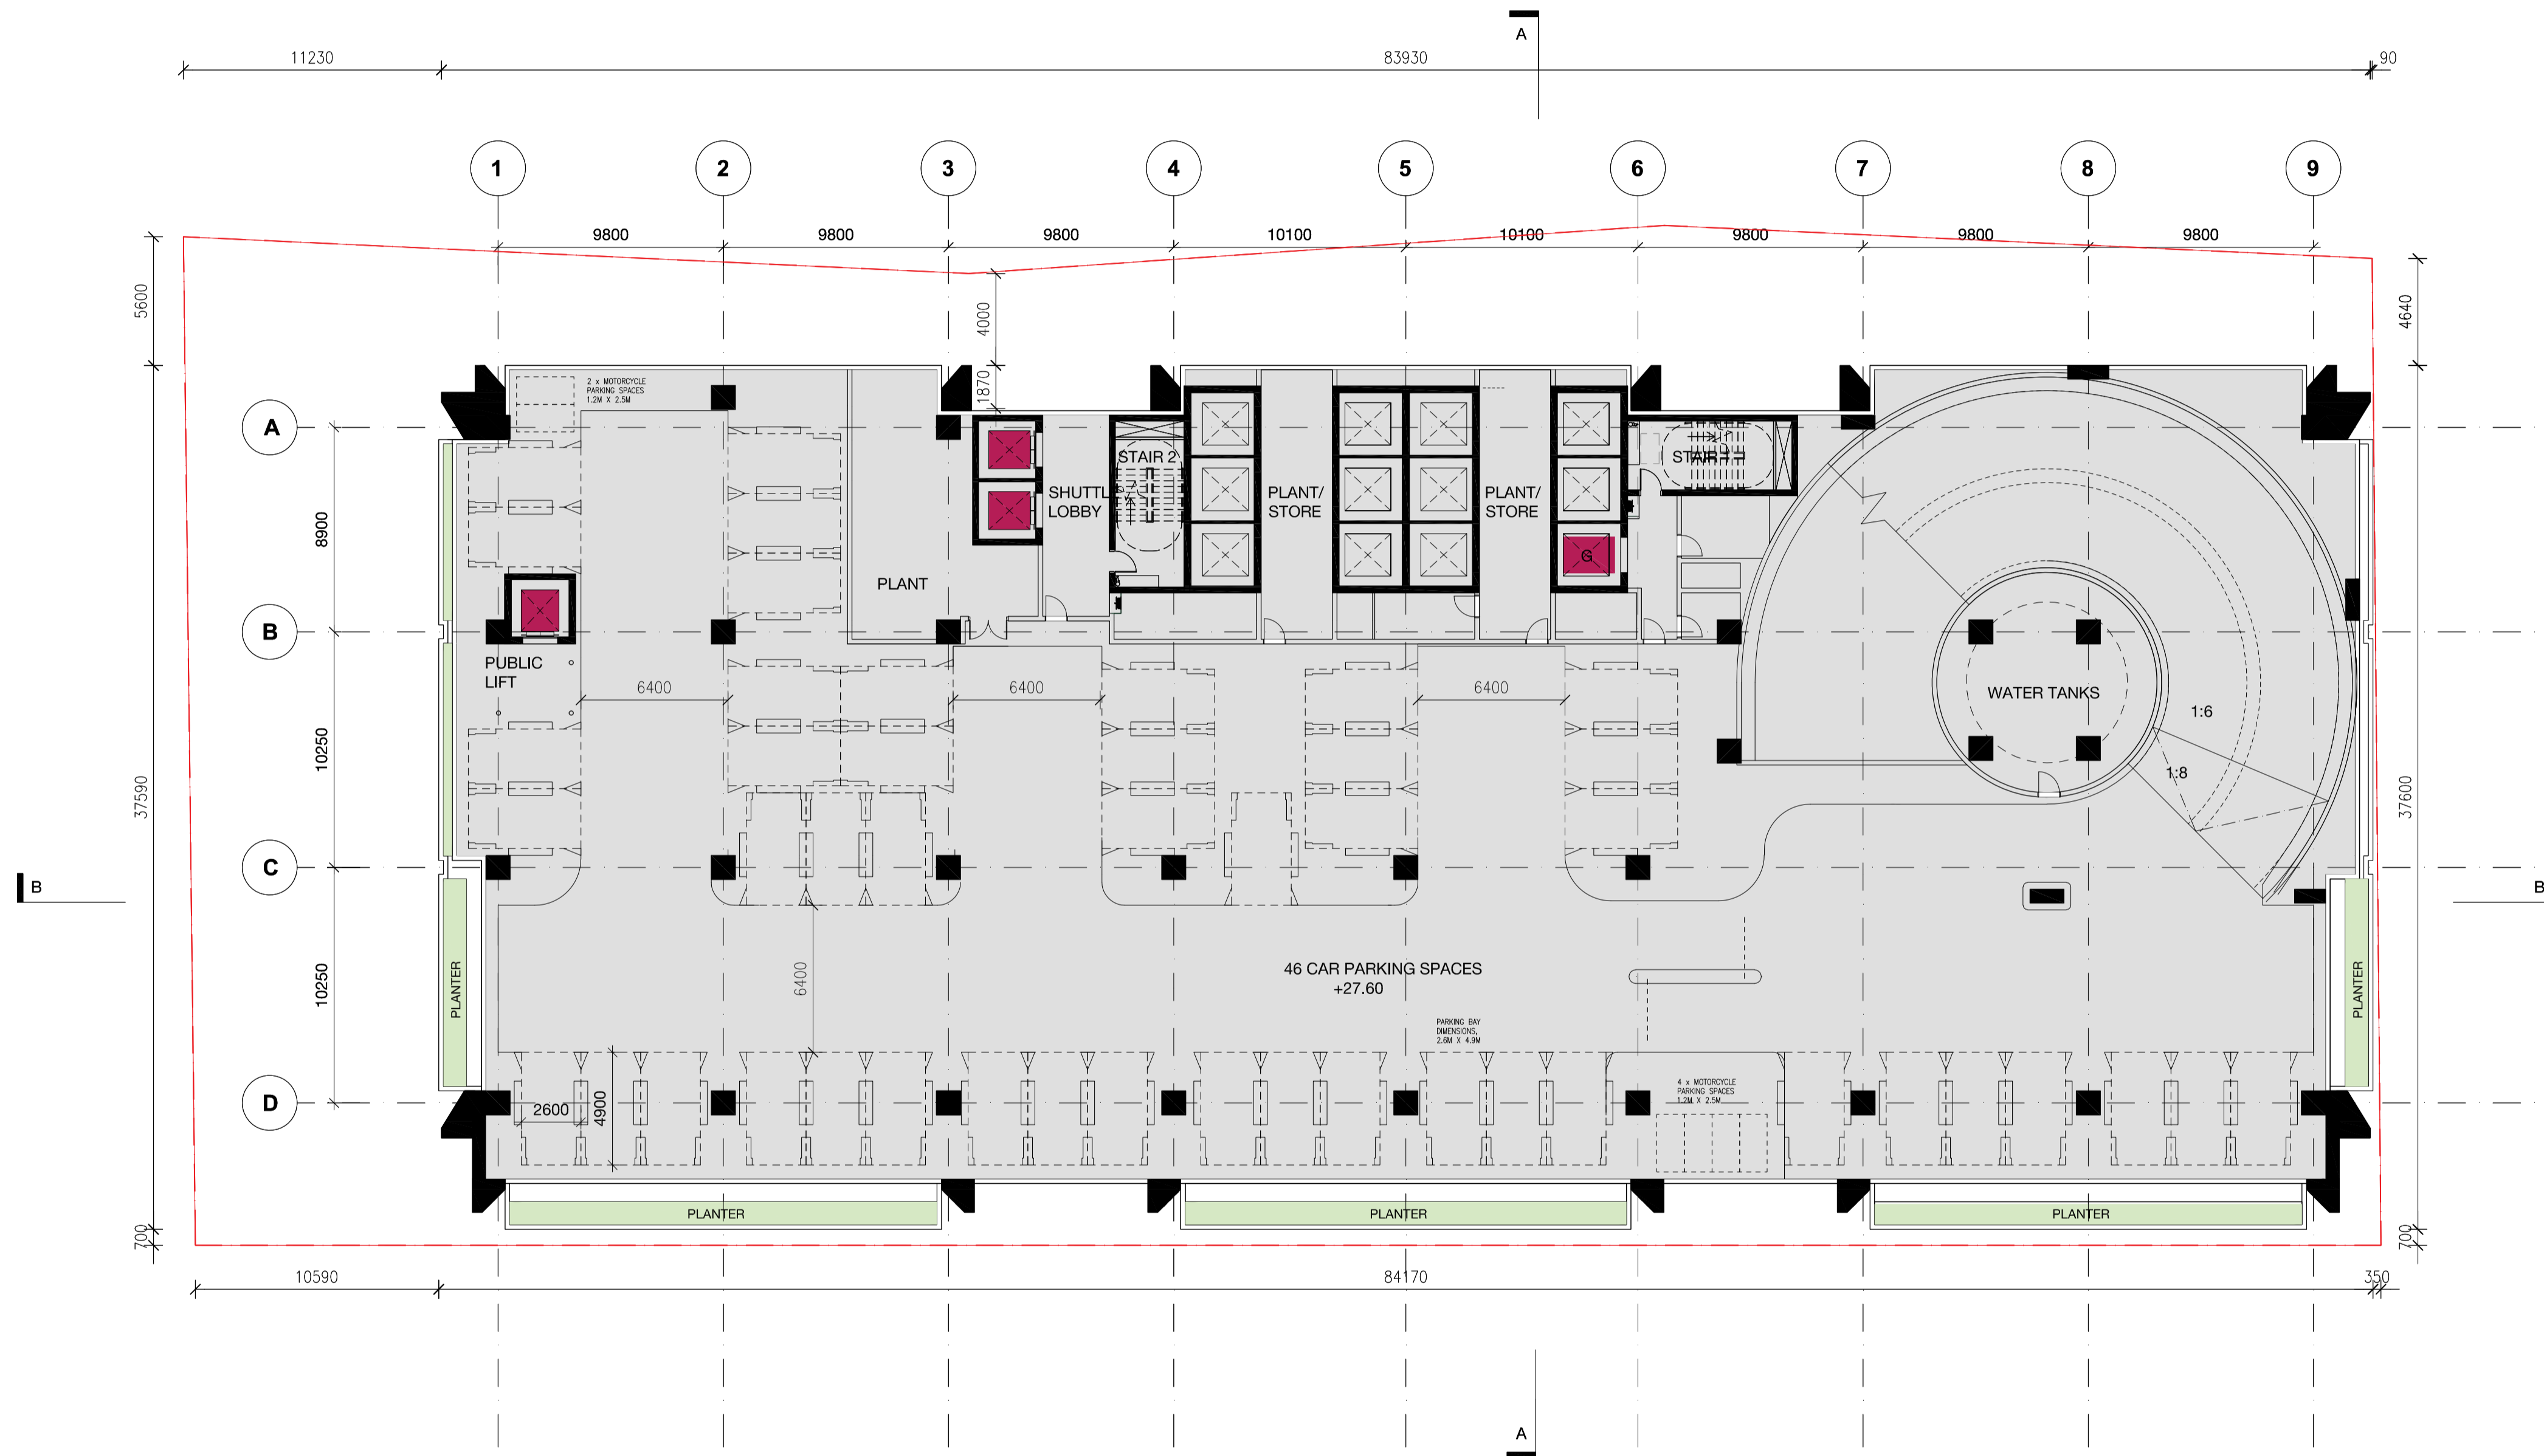 A
11230
83930
90
1
2
3
4
5
6
7
8
9
9800
9800
9800
10100
10100
9800
9800
9800
5600
4000
4640
1870
2 x MOTORCYCLE
PARKING SPACES
1.2M X 2.5M
A
STAIR 2
STAIR 1
SHUTTL
LOBBY
PLANT/
STORE
PLANT/
STORE
8900
G
PLANT
B
PUBLIC
LIFT
6400
6400
6400
WATER TANKS
1:6
10250
1:8
37590
37600
C
B
B
46 CAR PARKING SPACES
+27.60
6400
PLANTER
PLANTER
10250
PARKING BAY
DIMENSIONS,
2.6M X 4.9M
4 x MOTORCYCLE
PARKING SPACES
1.2M X 2.5M
D
2600
4900
PLANTER
PLANTER
PLANTER
700
700
10590
84170
350
A